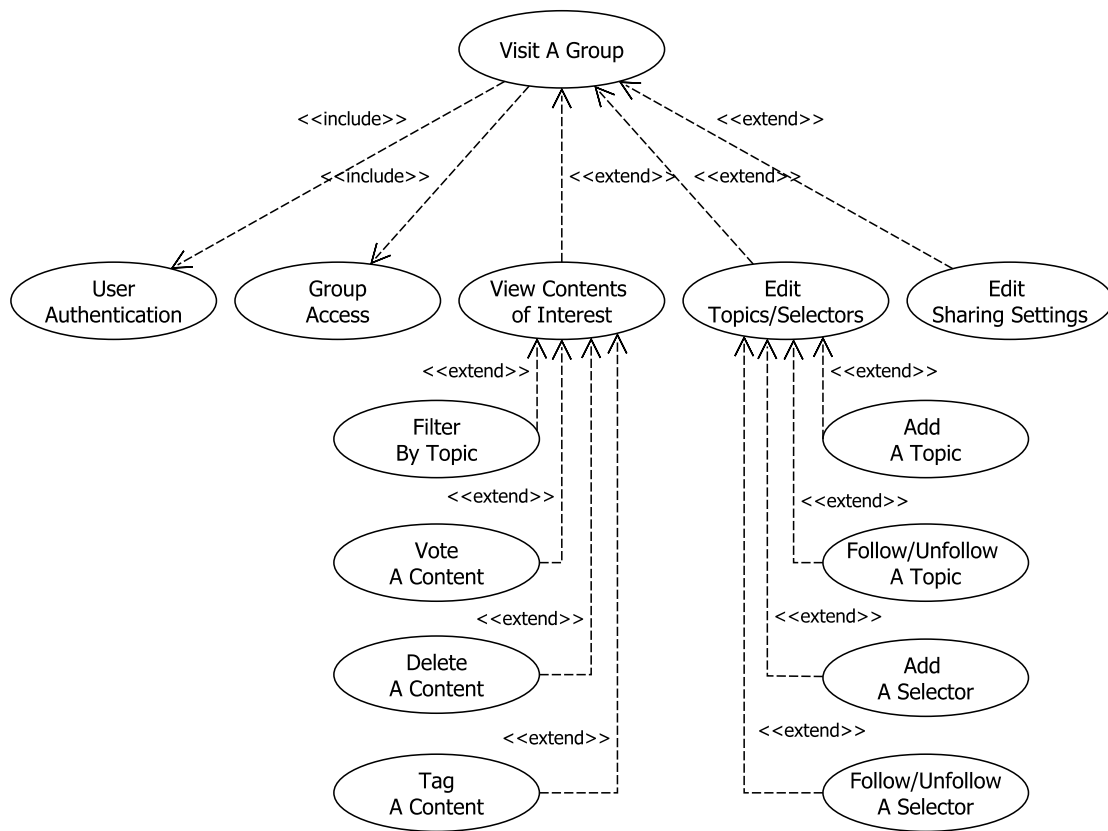 Visit A Group
<<include>>
<<extend>>
<<include>>
<<extend>>
<<extend>>
User
Authentication
Group
Access
View Contents
of Interest
Edit
Topics/Selectors
Edit
Sharing Settings
<<extend>>
<<extend>>
Filter
By Topic
Add
A Topic
<<extend>>
<<extend>>
Vote
A Content
Follow/Unfollow
A Topic
<<extend>>
<<extend>>
Delete
A Content
Add
A Selector
<<extend>>
<<extend>>
Tag
A Content
Follow/Unfollow
A Selector